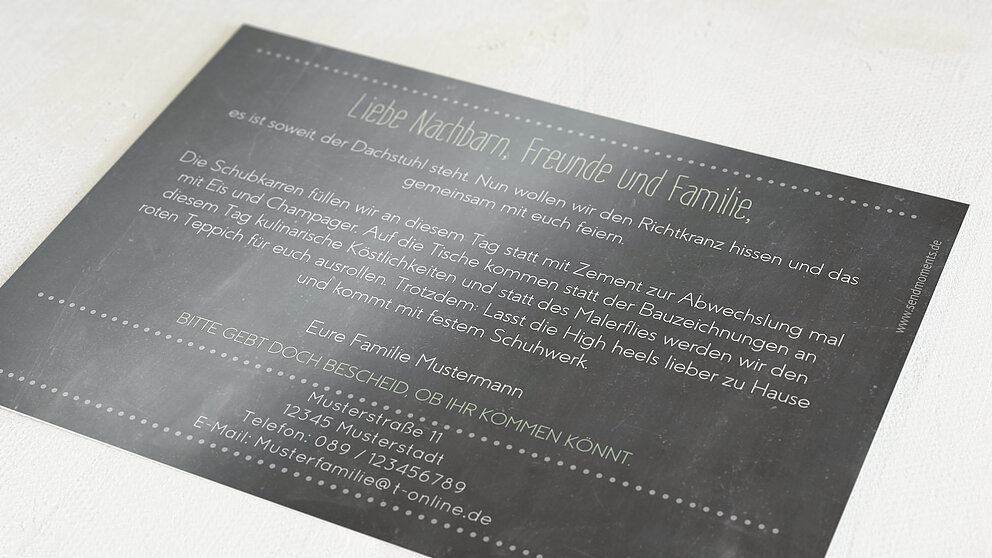 Liebe Nachbarn, Freunde und Familie,
es ist soweit, der Dachstuhl steht. Nun wollen wir den Richtkranz hissen und das
gemeinsam mit euch feiern.
Die Schubkarren füllen wir an diesem Tag statt mit Zement zur Abwechslung mal
mit Eis und Champager. Auf die Tische kommen statt der Bauzeichnungen an
diesem Tag kulinarische Köstlichkeiten und statt des Malerflies werden wir den
roten Teppich für euch ausrollen. Trotzdem: Lasst die High heels lieber zu Hause
und kommt mit festem Schuhwerk.
Eure Familie Mustermann
BITTE GEBT DOCH BESCHEID, OB IHR KOMMEN KÖNNT.
Musterstraße 11
12345 Musterstadt
Telefon: 089 / 123456789
E-Mail: Musterfamilie@t-online.de
www.sendmoments.de